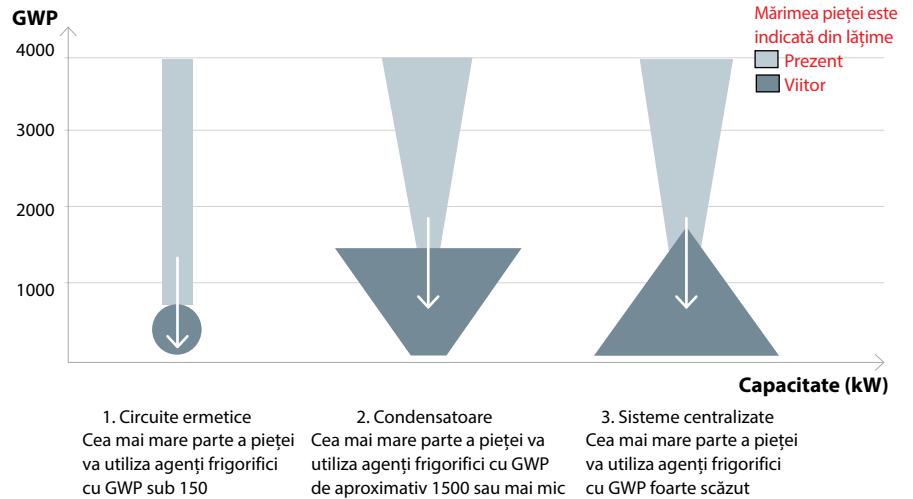 GWP
4000
3000
2000
1000
Mărimea pieței este
indicată din lățime
Prezent
Viitor
Capacitate (kW)
1. Circuite ermetice
Cea mai mare parte a pieței
va utiliza agenți frigorifici
cu GWP sub 150
2. Condensatoare
Cea mai mare parte a pieței va
utiliza agenți frigorifici cu GWP
de aproximativ 1500 sau mai mic
3. Sisteme centralizate
Cea mai mare parte a pieței
va utiliza agenți frigorifici
cu GWP foarte scăzut